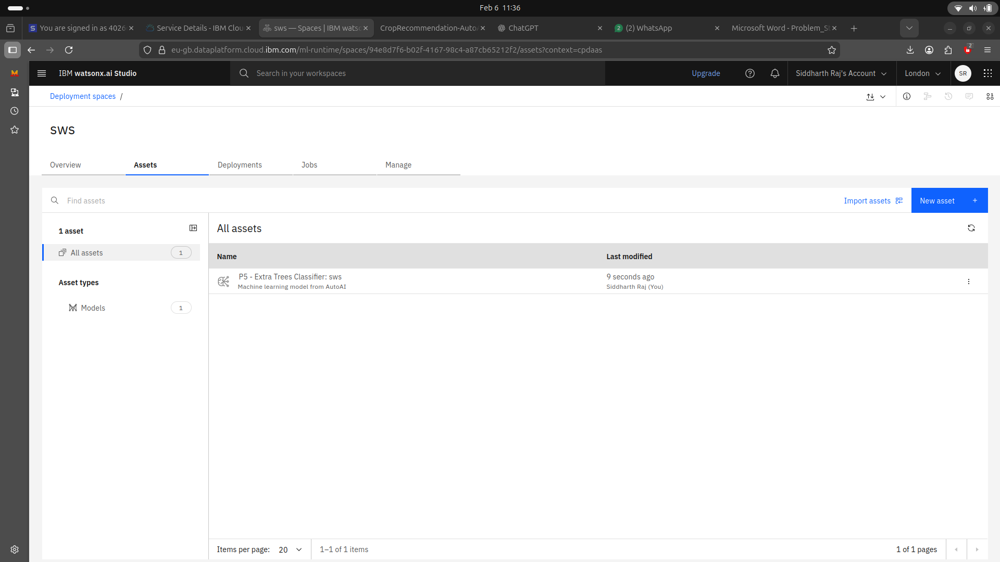 Feb 6 11:36
You are signed in as 4026
Service Details - IBM Clou
sws — Spaces | IBM wats
CropRecommendation-Auto
ChatGPT
2 (2) WhatsApp
Microsoft Word - Problem_S
eu-gb.dataplatform.cloud.ibm.com/ml-runtime/spaces/94e8d7f6-b02f-4167-98c4-a87cb65212f2/assets?context=cpdaas
2
IBM watsonx.ai Studio
Search in your workspaces
Upgrade
Siddharth Raj's Account
London
SR
Deployment spaces /
sws
Overview
Assets
Deployments
Jobs
Manage
Find assets
Import assets
New asset +
1 asset
All assets 1
Asset types
Models 1
All assets
Name Last modified
P5 - Extra Trees Classifier: sws 9 seconds ago
Machine learning model from AutoAI Siddharth Raj (You)
Items per page: 20 1–1 of 1 items 1 of 1 pages